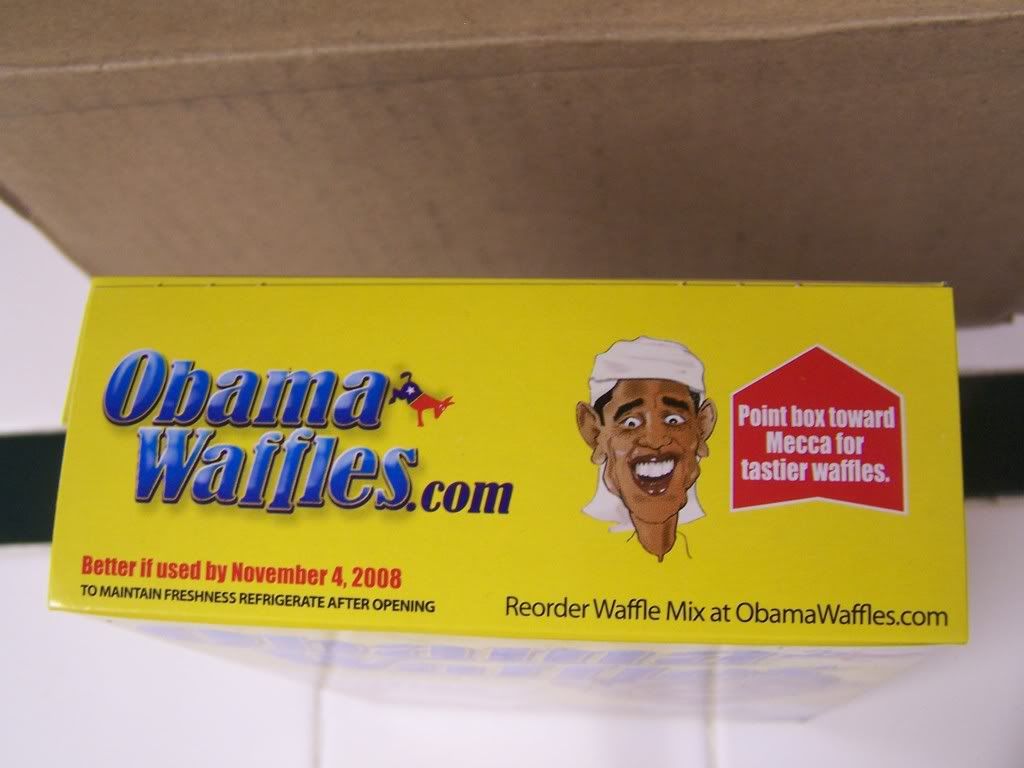 Obama
Waffles.com
Point box toward
Mecca for
tastier waffles.
Better if used by November 4, 2008
TO MAINTAIN FRESHNESS REFRIGERATE AFTER OPENING
Reorder Waffle Mix at ObamaWaffles.com